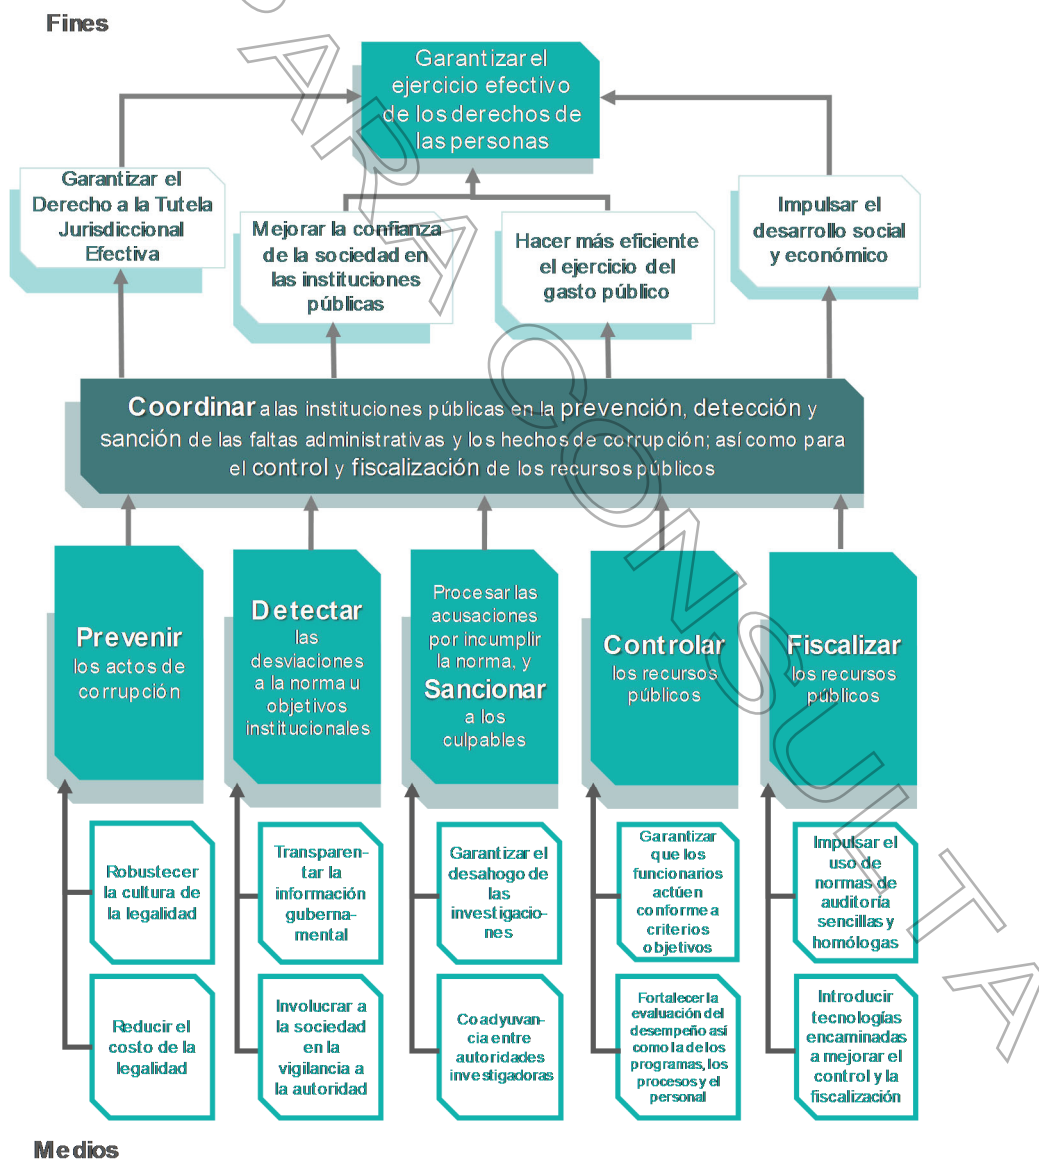 Fines
Garantizar el
ejercicio efectivo
de los derechos de
las personas
Garantizar el
Derecho a la Tutela
Jurisdiccional
Efectiva
Mejorar la confianza
de la sociedad en
las instituciones
públicas
Hacer más eficiente
el ejercicio del
gasto público
Impulsar el
desarrollo social
y económico
Coordinar a las instituciones públicas en la prevención, detección y
sanción de las faltas administrativas y los hechos de corrupción; así como para
el control y fiscalización de los recursos públicos
Prevenir
los actos de
corrupción
Detectar
las
desviaciones
a la norma u
objetivos
institucionales
Procesar las
acusaciones
por incumplir
la norma, y
Sancionar
a los
culpables
Controlar
los recursos
públicos
Fiscalizar
los recursos
públicos
Robustecer
la cultura de
la legalidad
Transparen-
tar la
información
guberna-
mental
Garantizar el
desahogo de
las
investigacio-
nes
Garantizar
que los
funcionarios
actúen
conforme a
criterios
objetivos
Impulsar el
uso de
normas de
auditoría
sencillas y
homólogas
Reducir el
costo de la
legalidad
Involucrar a
la sociedad
en la
vigilancia a
la autoridad
Coadyuvan-
cia entre
autoridades
investigadoras
Fortalecer la
evaluación del
desempeño así
como la de los
programas, los
procesos y el
personal
Introducir
tecnologías
encaminadas
a mejorar el
control y la
fiscalización
Medios
PARA CONSULTA